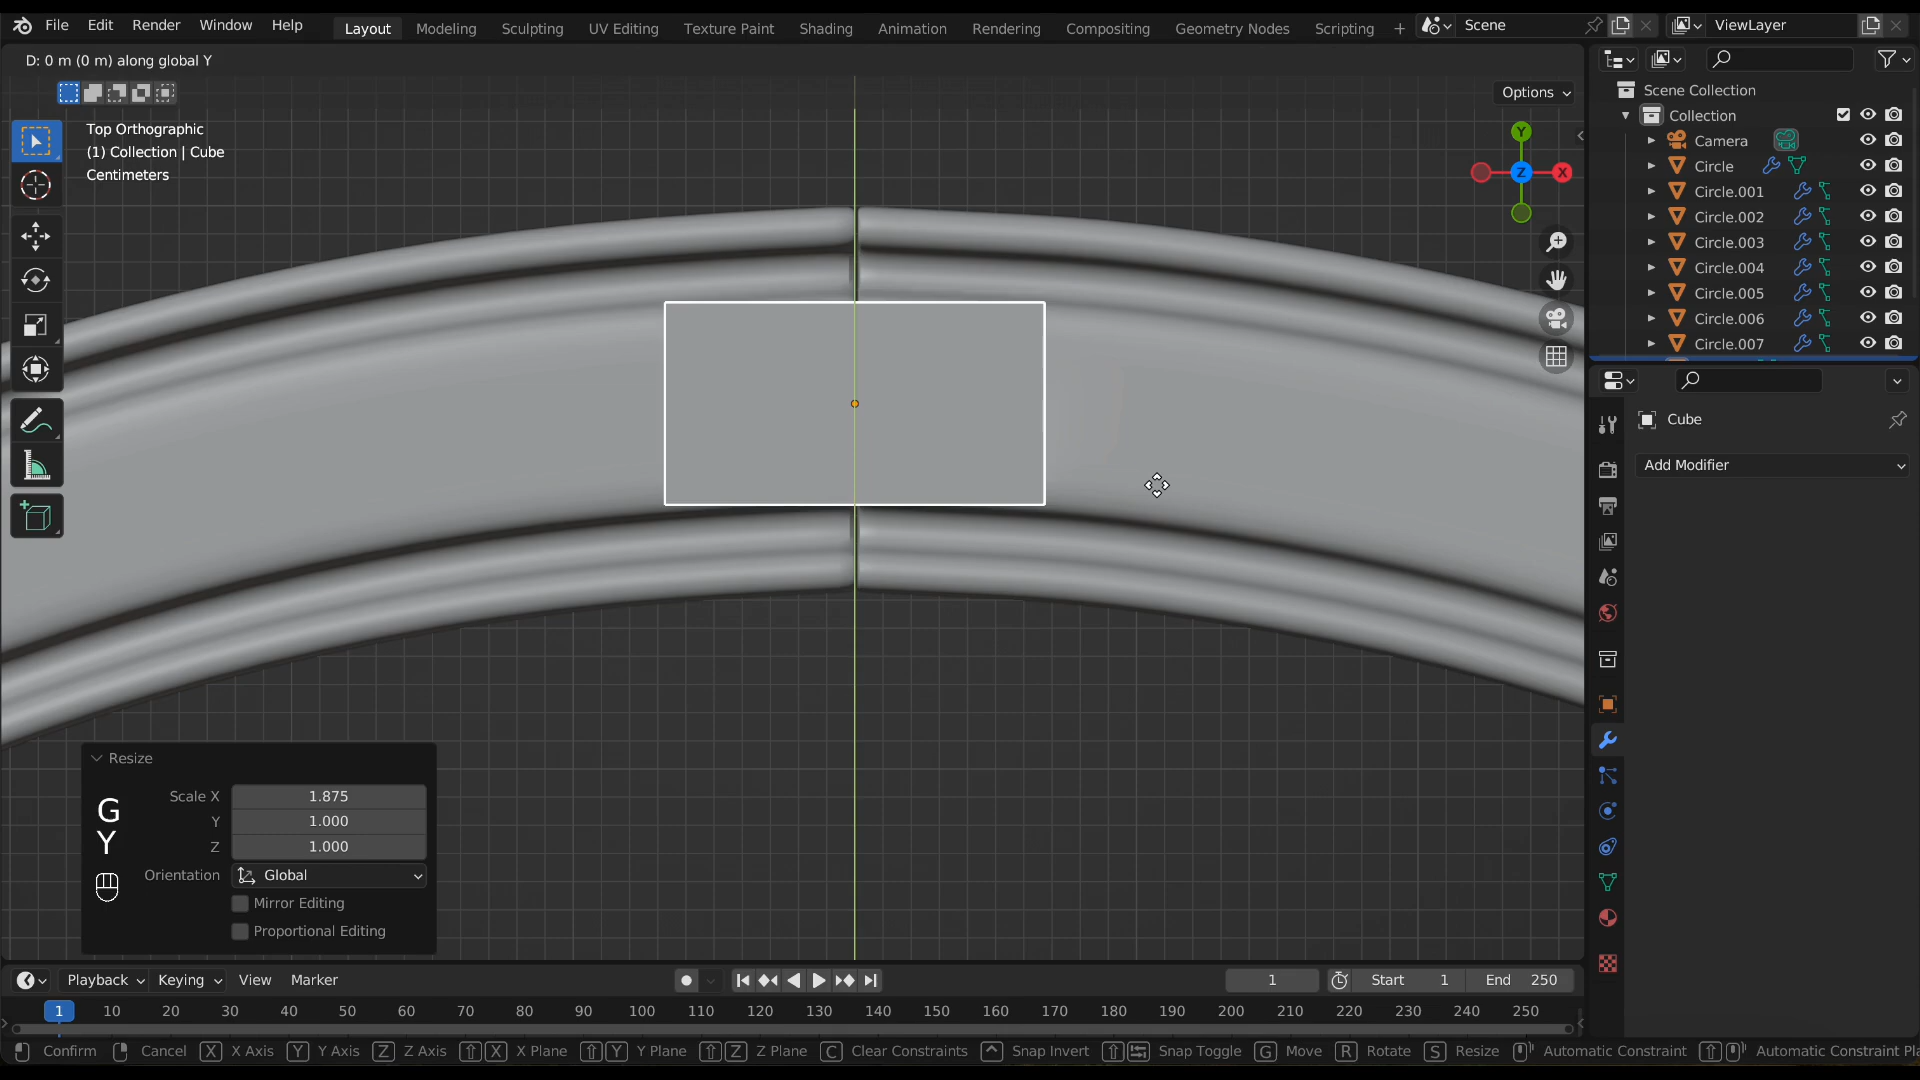 File Edit Render Window Help Layout Modeling Sculpting UV Editing Texture Paint Shading Animation Rendering Compositing Geometry Nodes Scripting + Scene ViewLayer
D: 0 m (0 m) along global Y
Options
Top Orthographic
(1) Collection | Cube
Centimeters
Y
Z
X
Scene Collection
Collection
Camera
Circle
Circle.001
Circle.002
Circle.003
Circle.004
Circle.005
Circle.006
Circle.007
Cube
Add Modifier
Resize
Scale X 1.875
Y 1.000
Z 1.000
Orientation Global
Mirror Editing
Proportional Editing
G
Y
Playback Keying View Marker 1 Start 1 End 250
1 10 20 30 40 50 60 70 80 90 100 110 120 130 140 150 160 170 180 190 200 210 220 230 240 250
Confirm Cancel X X Axis Y Y Axis Z Z Axis X X Plane Y Y Plane Z Z Plane C Clear Constraints Snap Invert Snap Toggle G Move R Rotate S Resize Automatic Constraint Automatic Constraint Pla